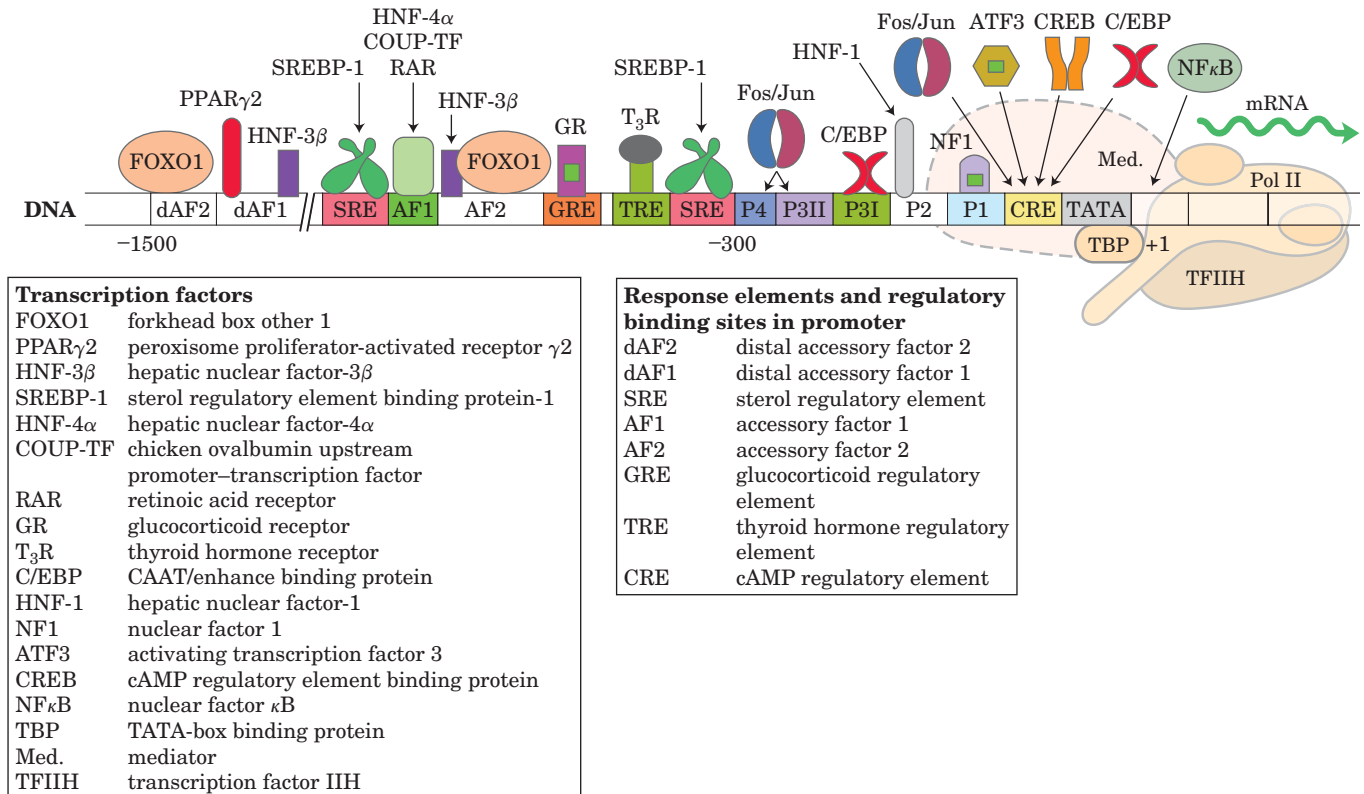 HNF-4α
COUP-TF
RAR
SREBP-1
PPARγ2
HNF-3β
HNF-3β
FOXO1
FOXO1
GR
T₃R
SREBP-1
Fos/Jun
C/EBP
HNF-1
Fos/Jun
ATF3
CREB
C/EBP
NFκB
NF1
Med.
mRNA
Pol II
DNA
dAF2
dAF1
SRE
AF1
AF2
GRE
TRE
SRE
P4
P3II
P3I
P2
P1
CRE
TATA
TBP
+1
TFIIH
−1500
−300
Transcription factors
FOXO1 forkhead box other 1
PPARγ2 peroxisome proliferator-activated receptor γ2
HNF-3β hepatic nuclear factor-3β
SREBP-1 sterol regulatory element binding protein-1
HNF-4α hepatic nuclear factor-4α
COUP-TF chicken ovalbumin upstream
promoter–transcription factor
RAR retinoic acid receptor
GR glucocorticoid receptor
T₃R thyroid hormone receptor
C/EBP CAAT/enhance binding protein
HNF-1 hepatic nuclear factor-1
NF1 nuclear factor 1
ATF3 activating transcription factor 3
CREB cAMP regulatory element binding protein
NFκB nuclear factor κB
TBP TATA-box binding protein
Med. mediator
TFIIH transcription factor IIH
Response elements and regulatory
binding sites in promoter
dAF2 distal accessory factor 2
dAF1 distal accessory factor 1
SRE sterol regulatory element
AF1 accessory factor 1
AF2 accessory factor 2
GRE glucocorticoid regulatory
element
TRE thyroid hormone regulatory
element
CRE cAMP regulatory element